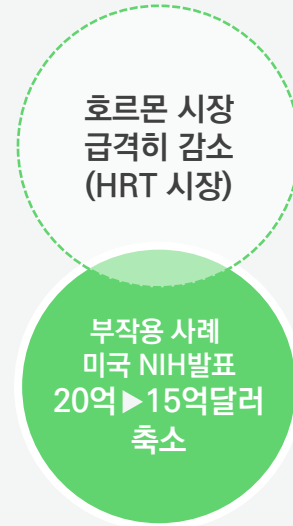 호르몬 시장
급격히 감소
(HRT 시장)
부작용 사례
미국 NIH발표
20억▶15억달러
축소